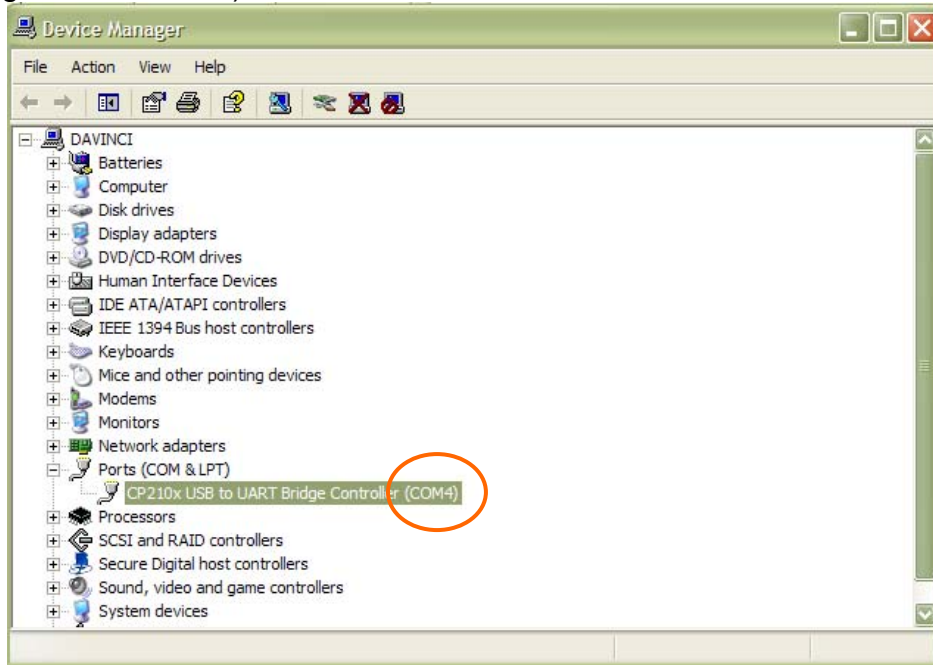 Device Manager
File Action View Help
DAVINCI
Batteries
Computer
Disk drives
Display adapters
DVD/CD-ROM drives
Human Interface Devices
IDE ATA/ATAPI controllers
IEEE 1394 Bus host controllers
Keyboards
Mice and other pointing devices
Modems
Monitors
Network adapters
Ports (COM & LPT)
CP210x USB to UART Bridge Controller (COM4)
Processors
SCSI and RAID controllers
Secure Digital host controllers
Sound, video and game controllers
System devices